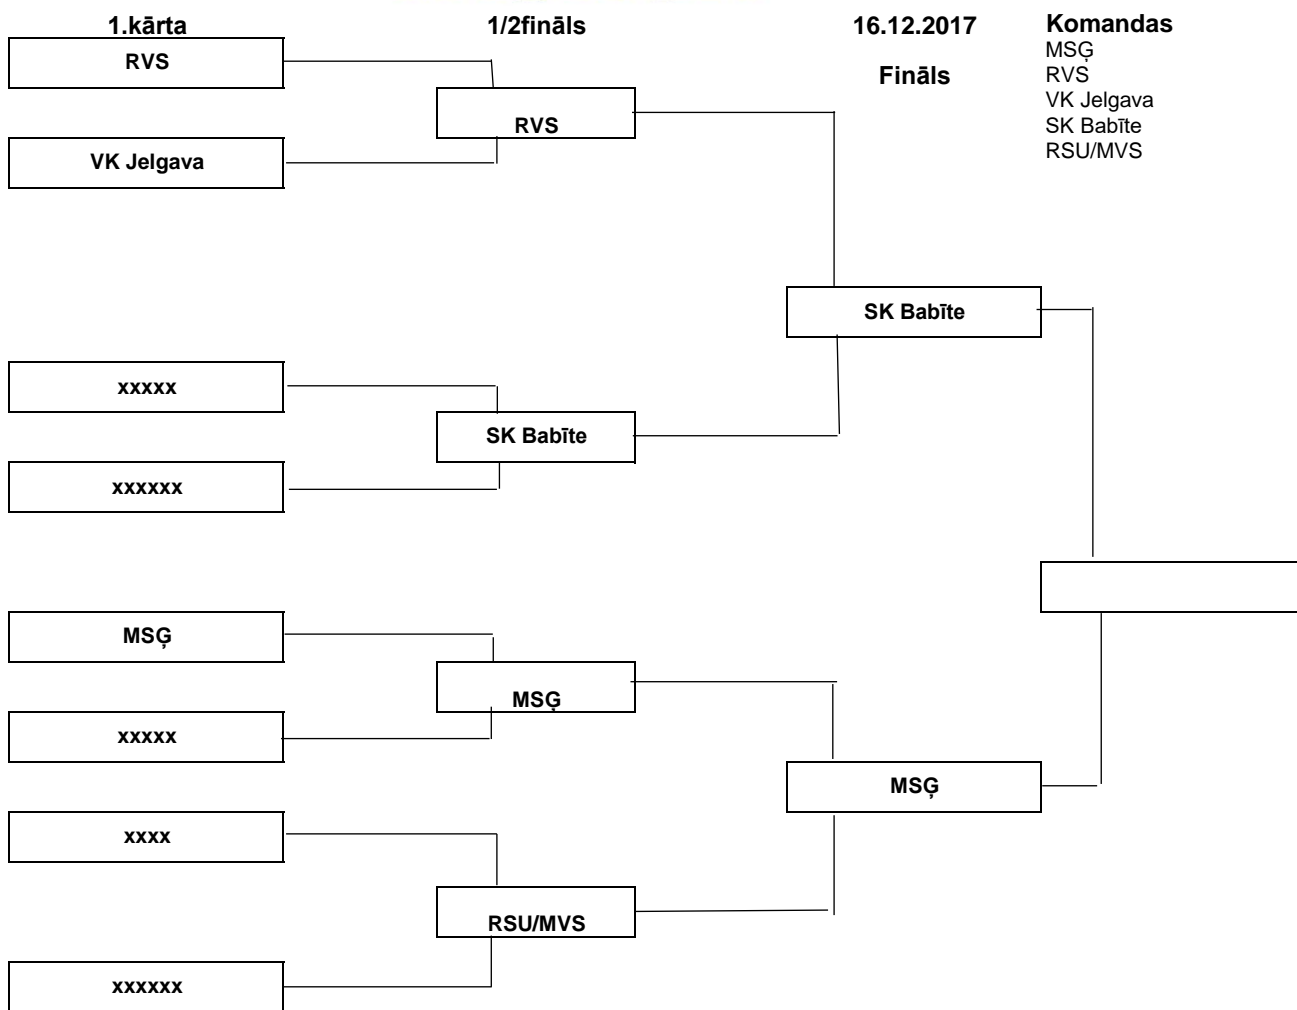 1.kārta
1/2fināls
16.12.2017
Komandas
MSĢ
RVS
VK Jelgava
SK Babīte
RSU/MVS
Fināls
RVS
RVS
VK Jelgava
SK Babīte
xxxxx
SK Babīte
xxxxxx
MSĢ
MSĢ
xxxxx
MSĢ
xxxx
RSU/MVS
xxxxxx